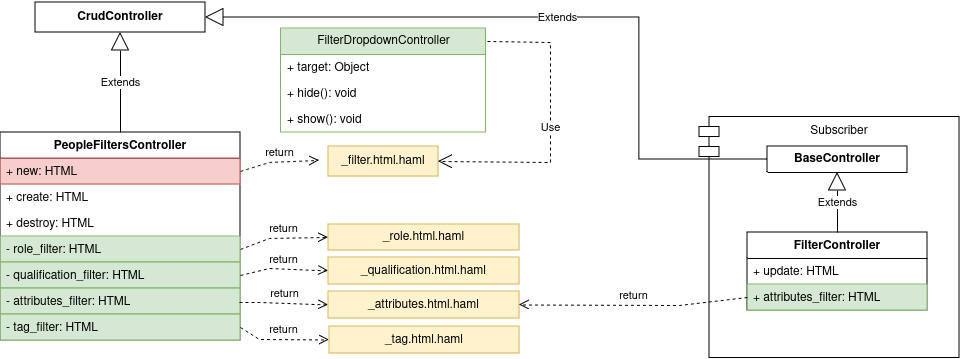 CrudController
Extends
FilterDropdownController
+ target: Object
+ hide(): void
+ show(): void
Extends
Use
Subscriber
BaseController
Extends
FilterController
+ update: HTML
+ attributes_filter: HTML
PeopleFiltersController
+ new: HTML
+ create: HTML
+ destroy: HTML
- role_filter: HTML
- qualification_filter: HTML
- attributes_filter: HTML
- tag_filter: HTML
return
_filter.html.haml
return
_role.html.haml
return
_qualification.html.haml
return
_attributes.html.haml
return
return
_tag.html.haml